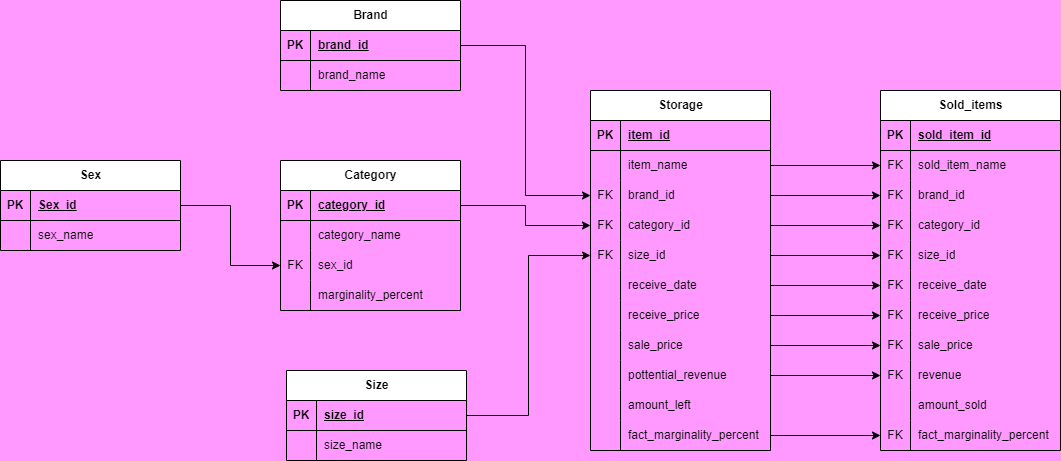 Brand
PK brand_id
brand_name
Sex
PK Sex_id
sex_name
Category
PK category_id
category_name
FK sex_id
marginality_percent
Size
PK size_id
size_name
Storage
PK item_id
item_name
FK brand_id
FK category_id
FK size_id
receive_date
receive_price
sale_price
pottential_revenue
amount_left
fact_marginality_percent
Sold_items
PK sold_item_id
FK sold_item_name
FK brand_id
FK category_id
FK size_id
FK receive_date
FK receive_price
FK sale_price
FK revenue
amount_sold
FK fact_marginality_percent